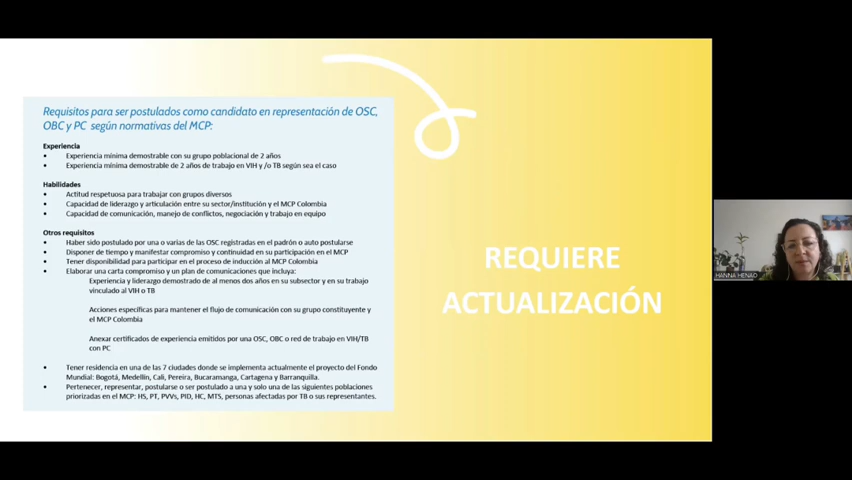 Requisitos para ser postulados como candidato en representación de OSC,
OBC y PC según normativas del MCP:
Experiencia
• Experiencia mínima demostrable con su grupo poblacional de 2 años
• Experiencia mínima demostrable de 2 años de trabajo en VIH y /o TB según sea el caso
Habilidades
• Actitud respetuosa para trabajar con grupos diversos
• Capacidad de liderazgo y articulación entre su sector/institución y el MCP Colombia
• Capacidad de comunicación, manejo de conflictos, negociación y trabajo en equipo
Otros requisitos
• Haber sido postulado por una o varias de las OSC registradas en el padrón o auto postularse
• Disponer de tiempo y manifestar compromiso y continuidad en su participación en el MCP
• Tener disponibilidad para participar en el proceso de inducción al MCP Colombia
• Elaborar una carta compromiso y un plan de comunicaciones que incluya:
Experiencia y liderazgo demostrado de al menos dos años en su subsector y en su trabajo
vinculado al VIH o TB
Acciones específicas para mantener el flujo de comunicación con su grupo constituyente y
el MCP Colombia
Anexar certificados de experiencia emitidos por una OSC, OBC o red de trabajo en VIH/TB
con PC
• Tener residencia en una de las 7 ciudades donde se implementa actualmente el proyecto del Fondo
Mundial: Bogotá, Medellín, Cali, Pereira, Bucaramanga, Cartagena y Barranquilla.
• Pertenecer, representar, postularse o ser postulado a una y solo una de las siguientes poblaciones
priorizadas en el MCP: HS, PT, PVVs, PID, HC, MTS, personas afectadas por TB o sus representantes.
REQUIERE
ACTUALIZACIÓN
HANNA HENAO